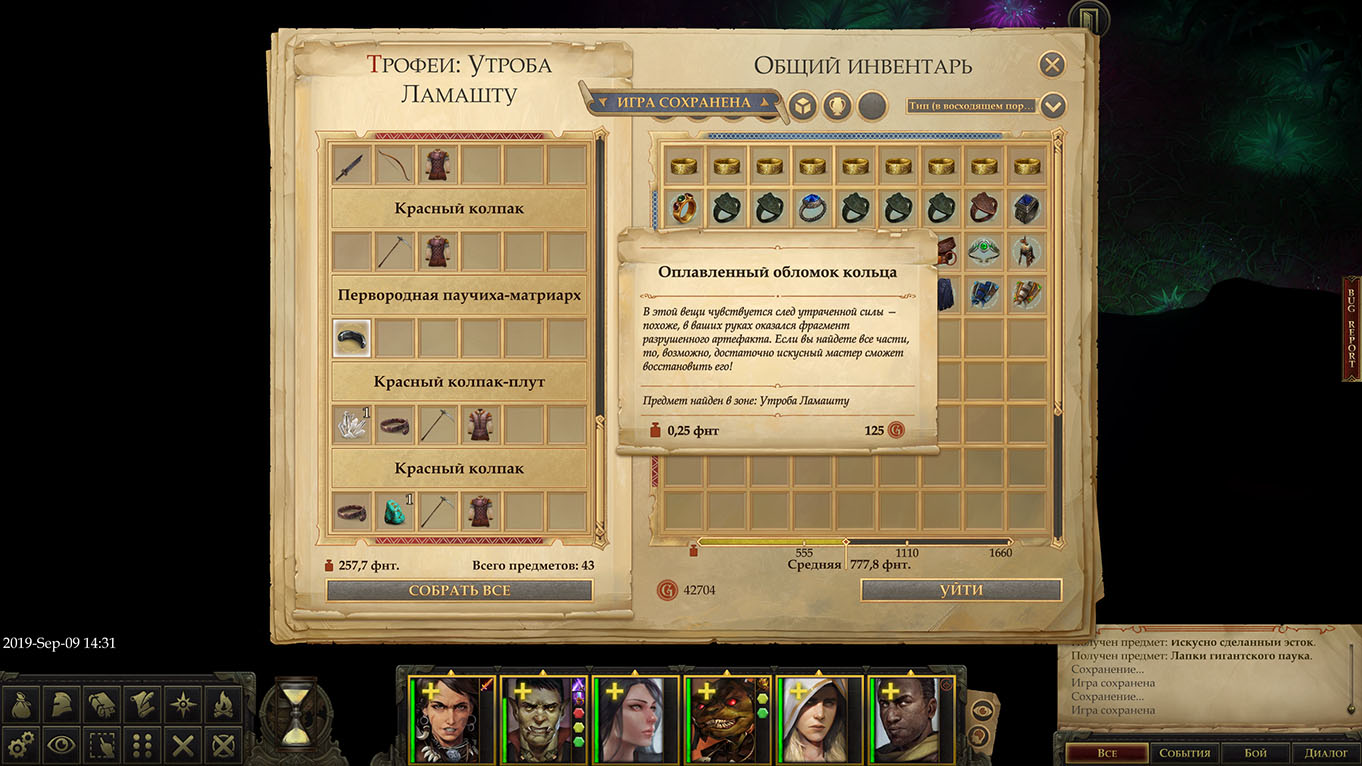 Трофеи: Утроба
Ламашту
Общий инвентарь
ИГРА СОХРАНЕНА
Тип (в восходящем пор...
Красный колпак
Первородная паучиха-матриарх
Красный колпак-плут
1
Красный колпак
1
257,7 фнт.
Всего предметов: 43
СОБРАТЬ ВСЕ
Оплавленный обломок кольца
В этой вещи чувствуется след утраченной силы —
похоже, в ваших руках оказался фрагмент
разрушенного артефакта. Если вы найдете все части,
то, возможно, достаточно искусный мастер сможет
восстановить его!
Предмет найден в зоне: Утроба Ламашту
0,25 фнт
125
555
1110
1660
Средняя
777,8 фнт.
42704
УЙТИ
BUG REPORT
2019-Sep-09 14:31
Получен предмет: Искусно сделанный эсток.
Получен предмет: Лапки гигантского паука.
Сохранение...
Игра сохранена
Сохранение...
Игра сохранена
Все
События
Бой
Диалог